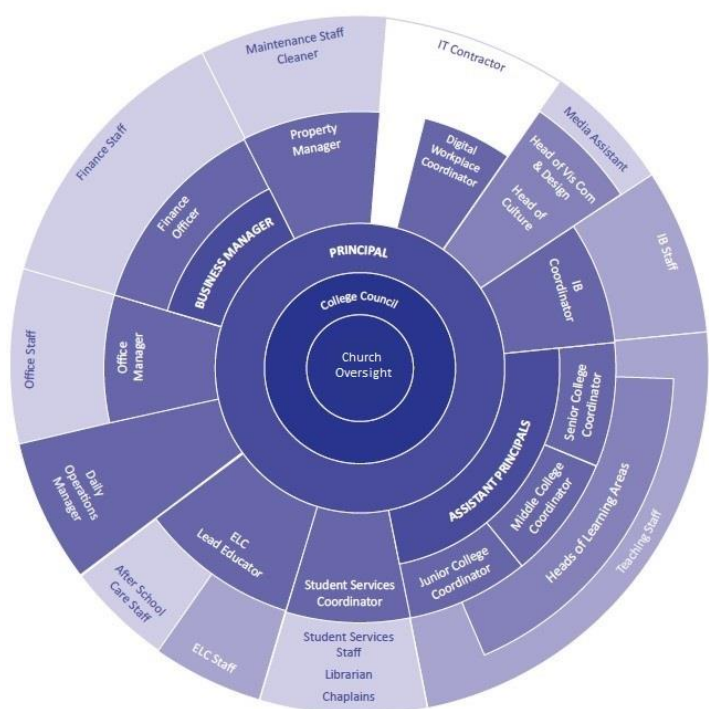 Maintenance Staff
Cleaner
IT Contractor
Media Assistant
IB Staff
Teaching Staff
Student Services
Staff
Librarian
Chaplains
ELC Staff
After School
Care Staff
Office Staff
Finance Staff
Property
Manager
Digital
Workplace
Coordinator
Head of Vis Com
& Design
Head of
Culture
IB
Coordinator
Senior College
Coordinator
Middle College
Coordinator
Junior College
Coordinator
Heads of Learning Areas
ASSISTANT PRINCIPALS
Student Services
Coordinator
ELC
Lead Educator
Daily
Operations
Manager
Office
Manager
Finance
Officer
BUSINESS MANAGER
PRINCIPAL
College Council
Church
Oversight